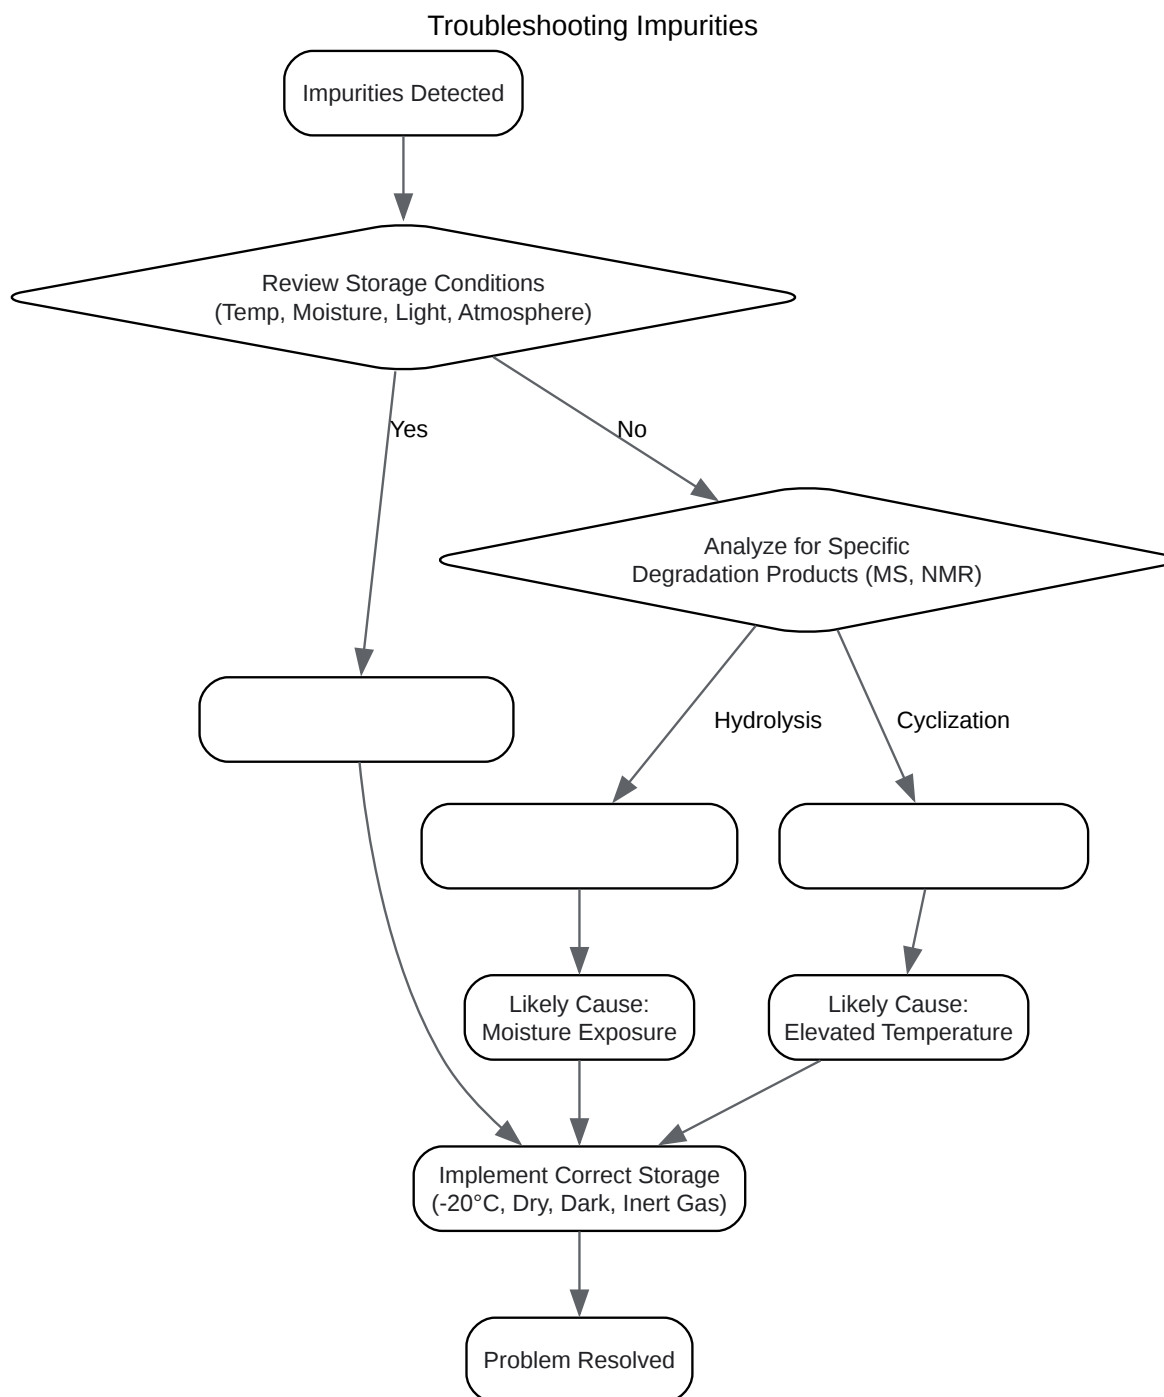 Troubleshooting Impurities
Impurities Detected
Review Storage Conditions
(Temp, Moisture, Light, Atmosphere)
Yes
No
Analyze for Specific
Degradation Products (MS, NMR)
Hydrolysis
Cyclization
Likely Cause:
Moisture Exposure
Likely Cause:
Elevated Temperature
Implement Correct Storage
(-20°C, Dry, Dark, Inert Gas)
Problem Resolved